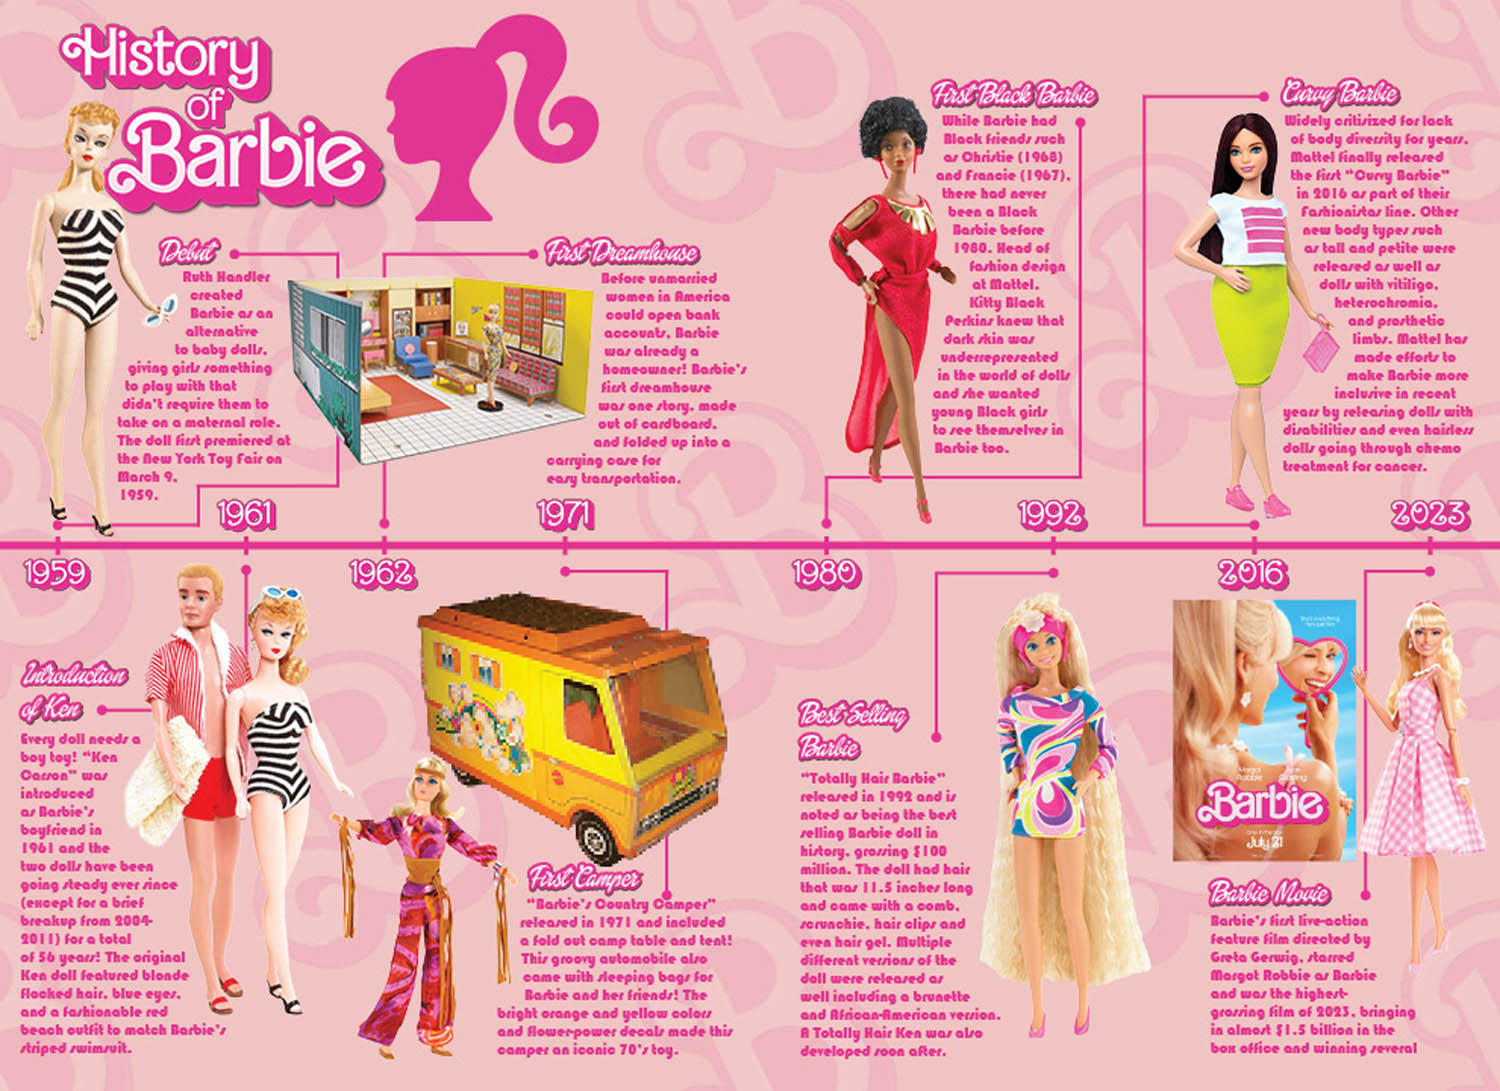 History
of
Barbie
Debut
Ruth Handler
created
Barbie as an
alternative
to baby dolls,
giving girls something
to play with that
didn't require them to
take on a maternal role.
The doll first premiered at
the New York Toy Fair on
March 9,
1959.
First Dreamhouse
Before unmarried
women in America
could open bank
accounts, Barbie
was already a
homeowner! Barbie's
first dreamhouse
was one story, made
out of cardboard,
and folded up into a
carrying case for
easy transportation.
First Black Barbie
While Barbie had
Black friends such
as Christie (1968)
and Francie (1967),
there had never
been a Black
Barbie before
1980. Head of
fashion design
at Mattel,
Kitty Black
Perkins knew that
dark skin was
underrepresented
in the world of dolls
and she wanted
young Black girls
to see themselves in
Barbie too.
Curvy Barbie
Widely critisized for lack
of body diversity for years,
Mattel finally released
the first "Curvy Barbie"
in 2016 as part of their
Fashionistas line. Other
new body types such
as tall and petite were
released as well as
dolls with vitiligo,
heterochromia,
and prosthetic
limbs. Mattel has
made efforts to
make Barbie more
inclusive in recent
years by releasing dolls with
disabilities and even hairless
dolls going through chemo
treatment for cancer.
1961
1971
1992
2023
1959
1962
1980
2016
Introduction
of Ken
Every doll needs a
boy toy! "Ken
Carson" was
introduced
as Barbie's
boyfriend in
1961 and the
two dolls have been
going steady ever since
(except for a brief
breakup from 2004-
2011) for a total
of 56 years! The original
Ken doll featured blonde
flocked hair, blue eyes,
and a fashionable red
beach outfit to match Barbie's
striped swimsuit.
First Camper
"Barbie's Country Camper"
released in 1971 and included
a fold out camp table and tent!
This groovy automobile also
came with sleeping bags for
Barbie and her friends! The
bright orange and yellow colors
and flower-power decals made this
camper an iconic 70's toy.
Best Selling
Barbie
"Totally Hair Barbie"
released in 1992 and is
noted as being the best
selling Barbie doll in
history, grossing $100
million. The doll had hair
that was 11.5 inches long
and came with a comb,
scrunchie, hair clips and
even hair gel. Multiple
different versions of the
doll were released as
well including a brunette
and African-American version.
A Totally Hair Ken was also
developed soon after.
Margot
Robbie
Gosling
Barbie
July 21
Barbie Movie
Barbie's first live-action
feature film directed by
Greta Gerwig, starred
Margot Robbie as Barbie
and was the highest-
grossing film of 2023, bringing
in almost $1.5 billion in the
box office and winning several